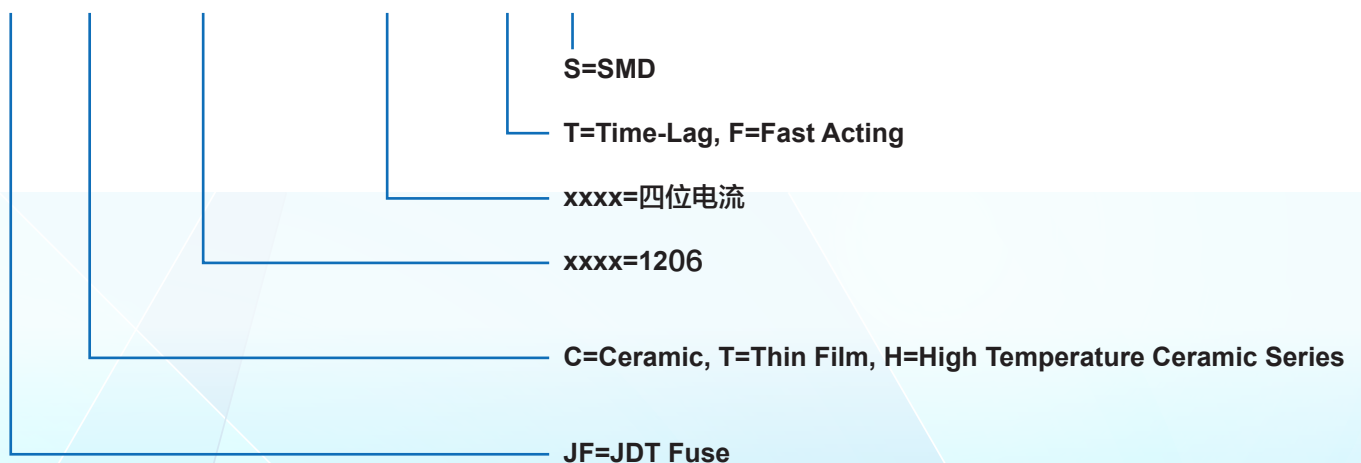 S=SMD
T=Time-Lag, F=Fast Acting
xxxx=四位电流
xxxx=1206
C=Ceramic, T=Thin Film, H=High Temperature Ceramic Series
JF=JDT Fuse